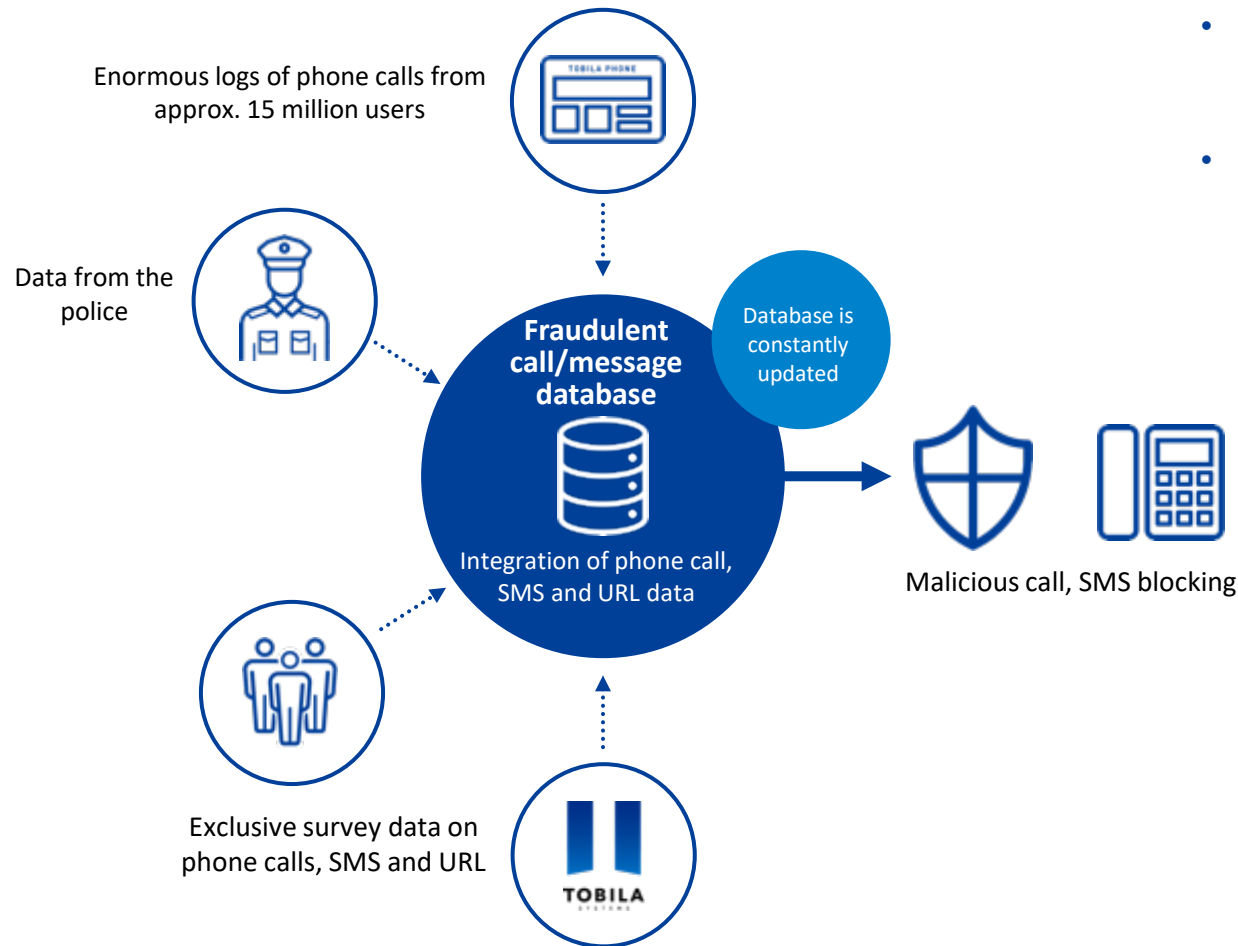 Enormous logs of phone calls from
approx. 15 million users
TOBILA PHONE
Data from the
police
Fraudulent
call/message
database
Database is
constantly
updated
Integration of phone call,
SMS and URL data
Malicious call, SMS blocking
Exclusive survey data on
phone calls, SMS and URL
TOBILA
SYSTEMS